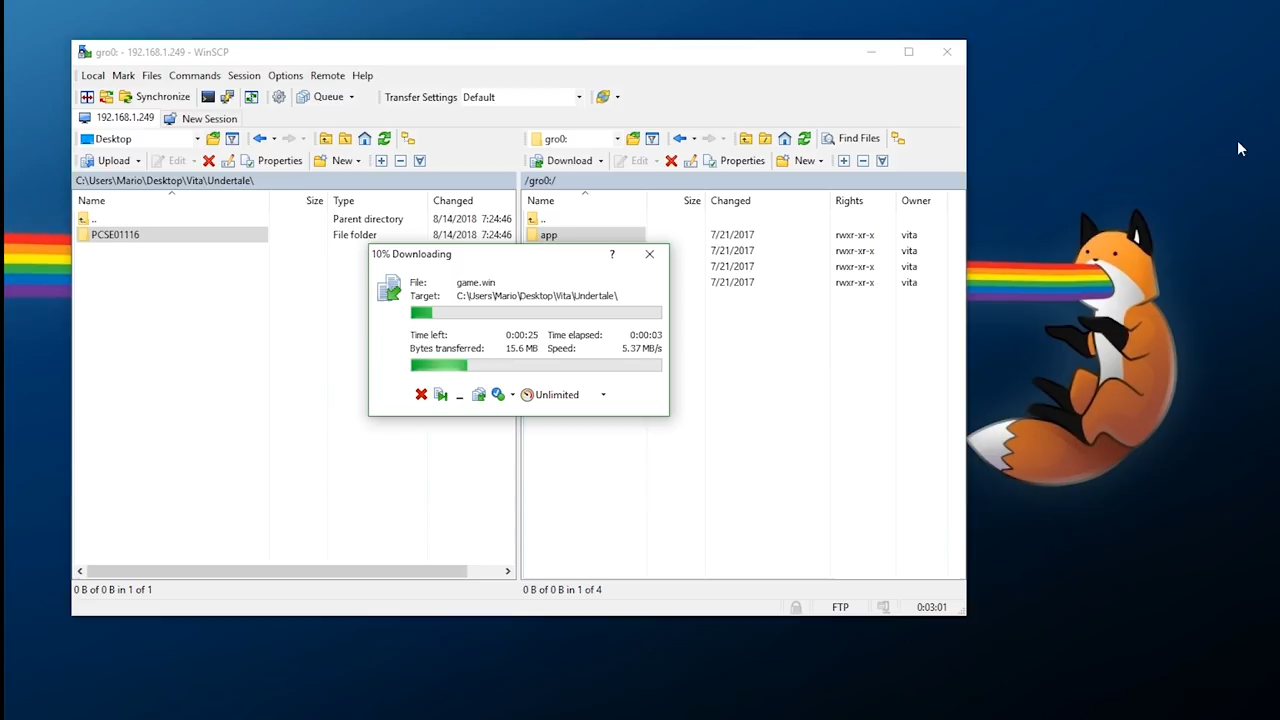 gro0: - 192.168.1.249 - WinSCP
Local Mark Files Commands Session Options Remote Help
Synchronize Queue Transfer Settings Default
192.168.1.249 New Session
Desktop gro0: Find Files
Upload Edit Properties New Download Edit Properties New
C:\Users\Mario\Desktop\Vita\Undertale\ /gro0:/
Name Size Type Changed Name Size Changed Rights Owner
.. Parent directory 8/14/2018 7:24:46 ..
PCSE01116 File folder 8/14/2018 7:24:46 app 7/21/2017 rwxr-xr-x vita
7/21/2017 rwxr-xr-x vita
7/21/2017 rwxr-xr-x vita
7/21/2017 rwxr-xr-x vita
10% Downloading ?
File: game.win
Target: C:\Users\Mario\Desktop\Vita\Undertale\
Time left: 0:00:25 Time elapsed: 0:00:03
Bytes transferred: 15.6 MB Speed: 5.37 MB/s
Unlimited
0 B of 0 B in 1 of 1 0 B of 0 B in 1 of 4
FTP 0:03:01